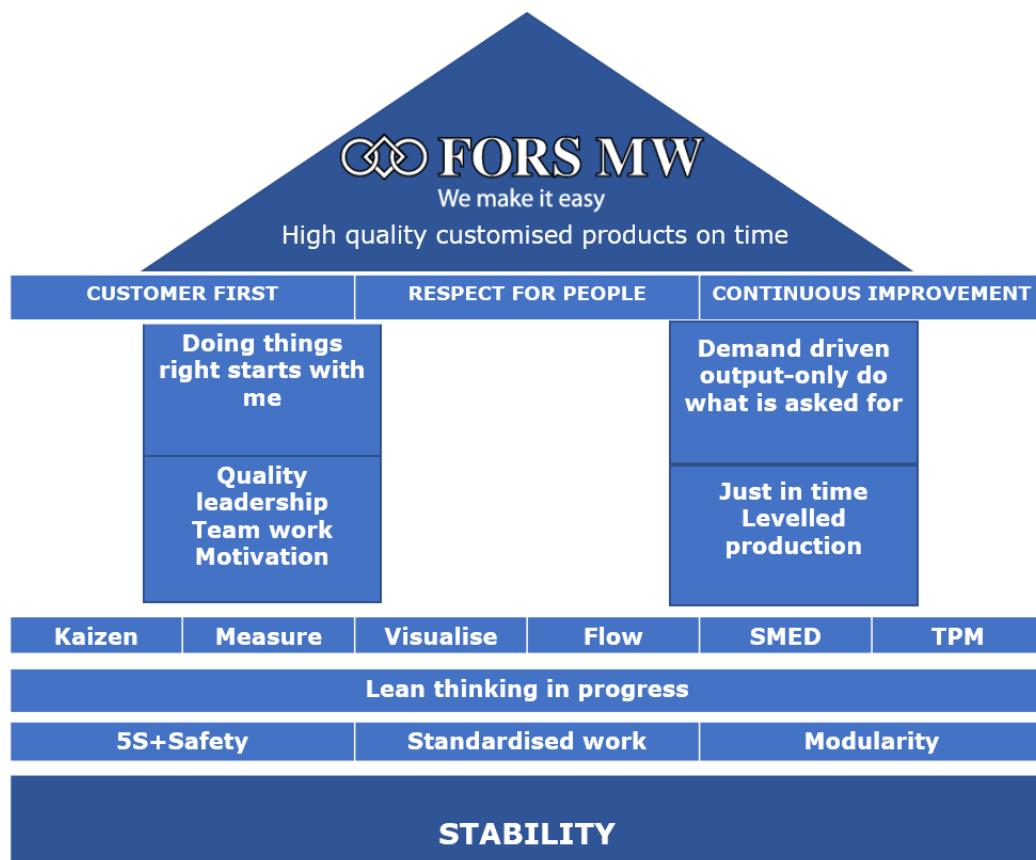 FORS MW
We make it easy
High quality customised products on time
CUSTOMER FIRST
RESPECT FOR PEOPLE
CONTINUOUS IMPROVEMENT
Doing things
right starts with
me
Demand driven
output-only do
what is asked for
Quality
leadership
Team work
Motivation
Just in time
Levelled
production
Kaizen
Measure
Visualise
Flow
SMED
TPM
Lean thinking in progress
5S+Safety
Standardised work
Modularity
STABILITY